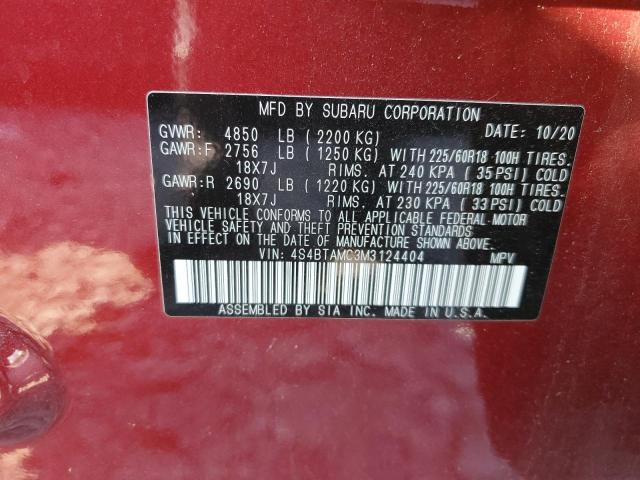 MFD BY SUBARU CORPORATION
GVWR: 4850 LB (2200 KG) DATE: 10/20
GAWR:F 2756 LB (1250 KG) WITH 225/60R18 100H TIRES.
18X7J RIMS. AT 240 KPA (35 PSI) COLD
GAWR:R 2690 LB (1220 KG) WITH 225/60R18 100H TIRES.
18X7J RIMS. AT 230 KPA (33 PSI) COLD
THIS VEHICLE CONFORMS TO ALL APPLICABLE FEDERAL MOTOR
VEHICLE SAFETY AND THEFT PREVENTION STANDARDS
IN EFFECT ON THE DATE OF MANUFACTURE SHOWN ABOVE.
VIN: 4S4BTAMC3M3124404 MPV
ASSEMBLED BY SIA INC. MADE IN U.S.A.